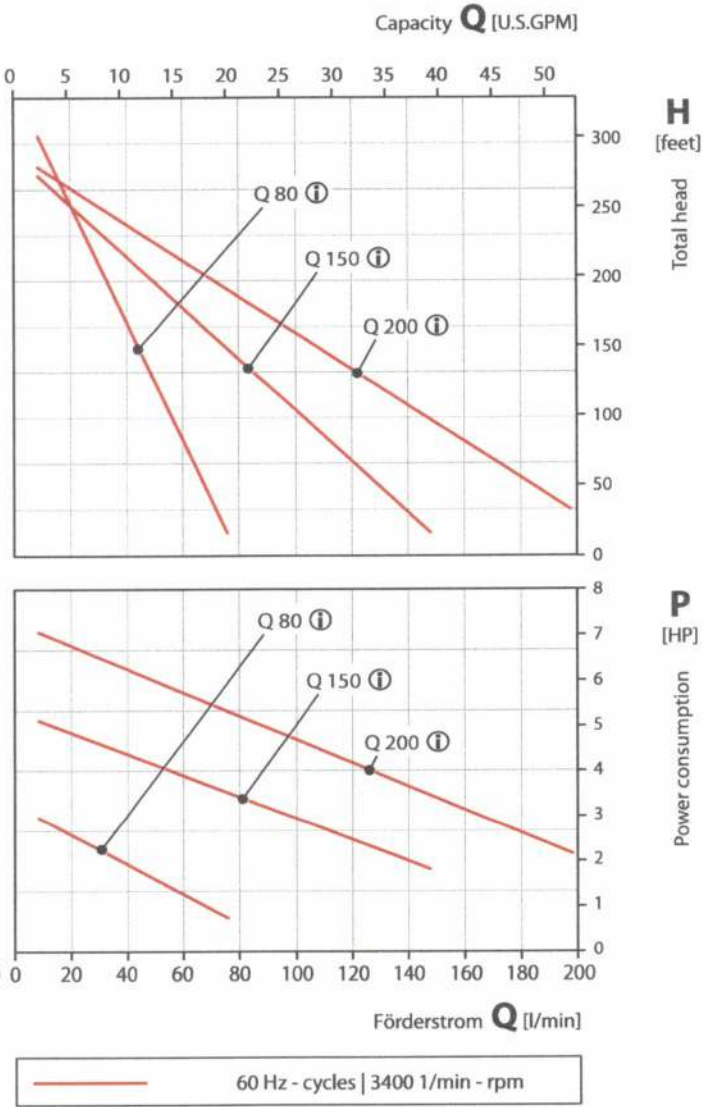 Capacity Q [U.S.GPM]
0 5 10 15 20 25 30 35 40 45 50
H
[feet]
Total head
300
250
200
150
100
50
0
Q 80 ⓘ
Q 150 ⓘ
Q 200 ⓘ
P
[HP]
Power consumption
8
7
6
5
4
3
2
1
0
Q 80 ⓘ
Q 150 ⓘ
Q 200 ⓘ
0 20 40 60 80 100 120 140 160 180 200
Förderstrom Q [l/min]
60 Hz - cycles | 3400 1/min - rpm